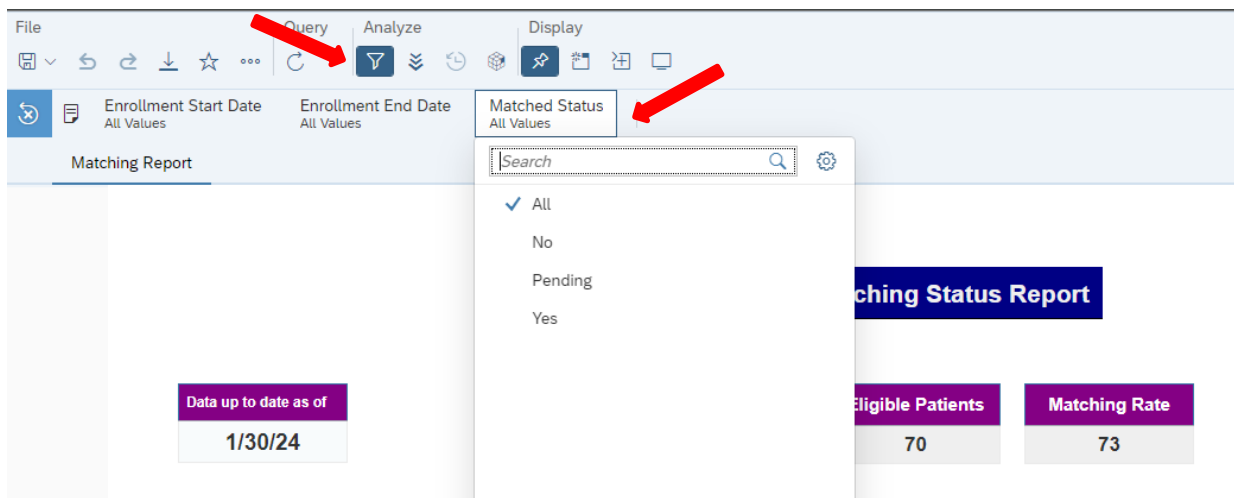 File Query Analyze Display
Enrollment Start Date Enrollment End Date Matched Status
All Values All Values All Values
Matching Report
Search
All
No
Pending
Yes
ching Status Report
Data up to date as of Eligible Patients Matching Rate
1/30/24 70 73